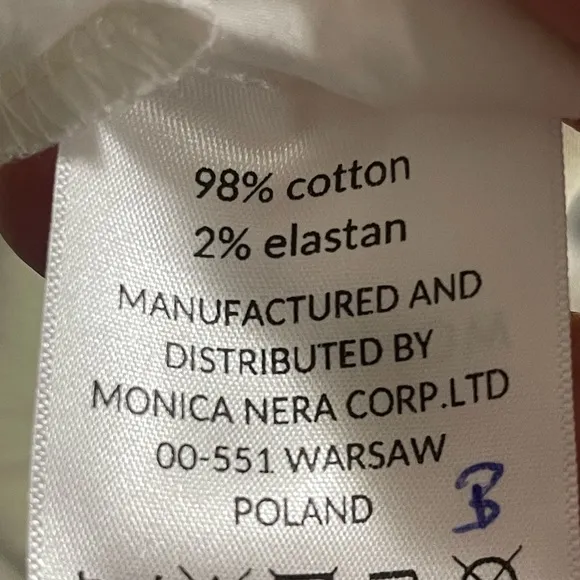 98% cotton
2% elastan
MANUFACTURED AND
DISTRIBUTED BY
MONICA NERA CORP.LTD
00-551 WARSAW
POLAND
B